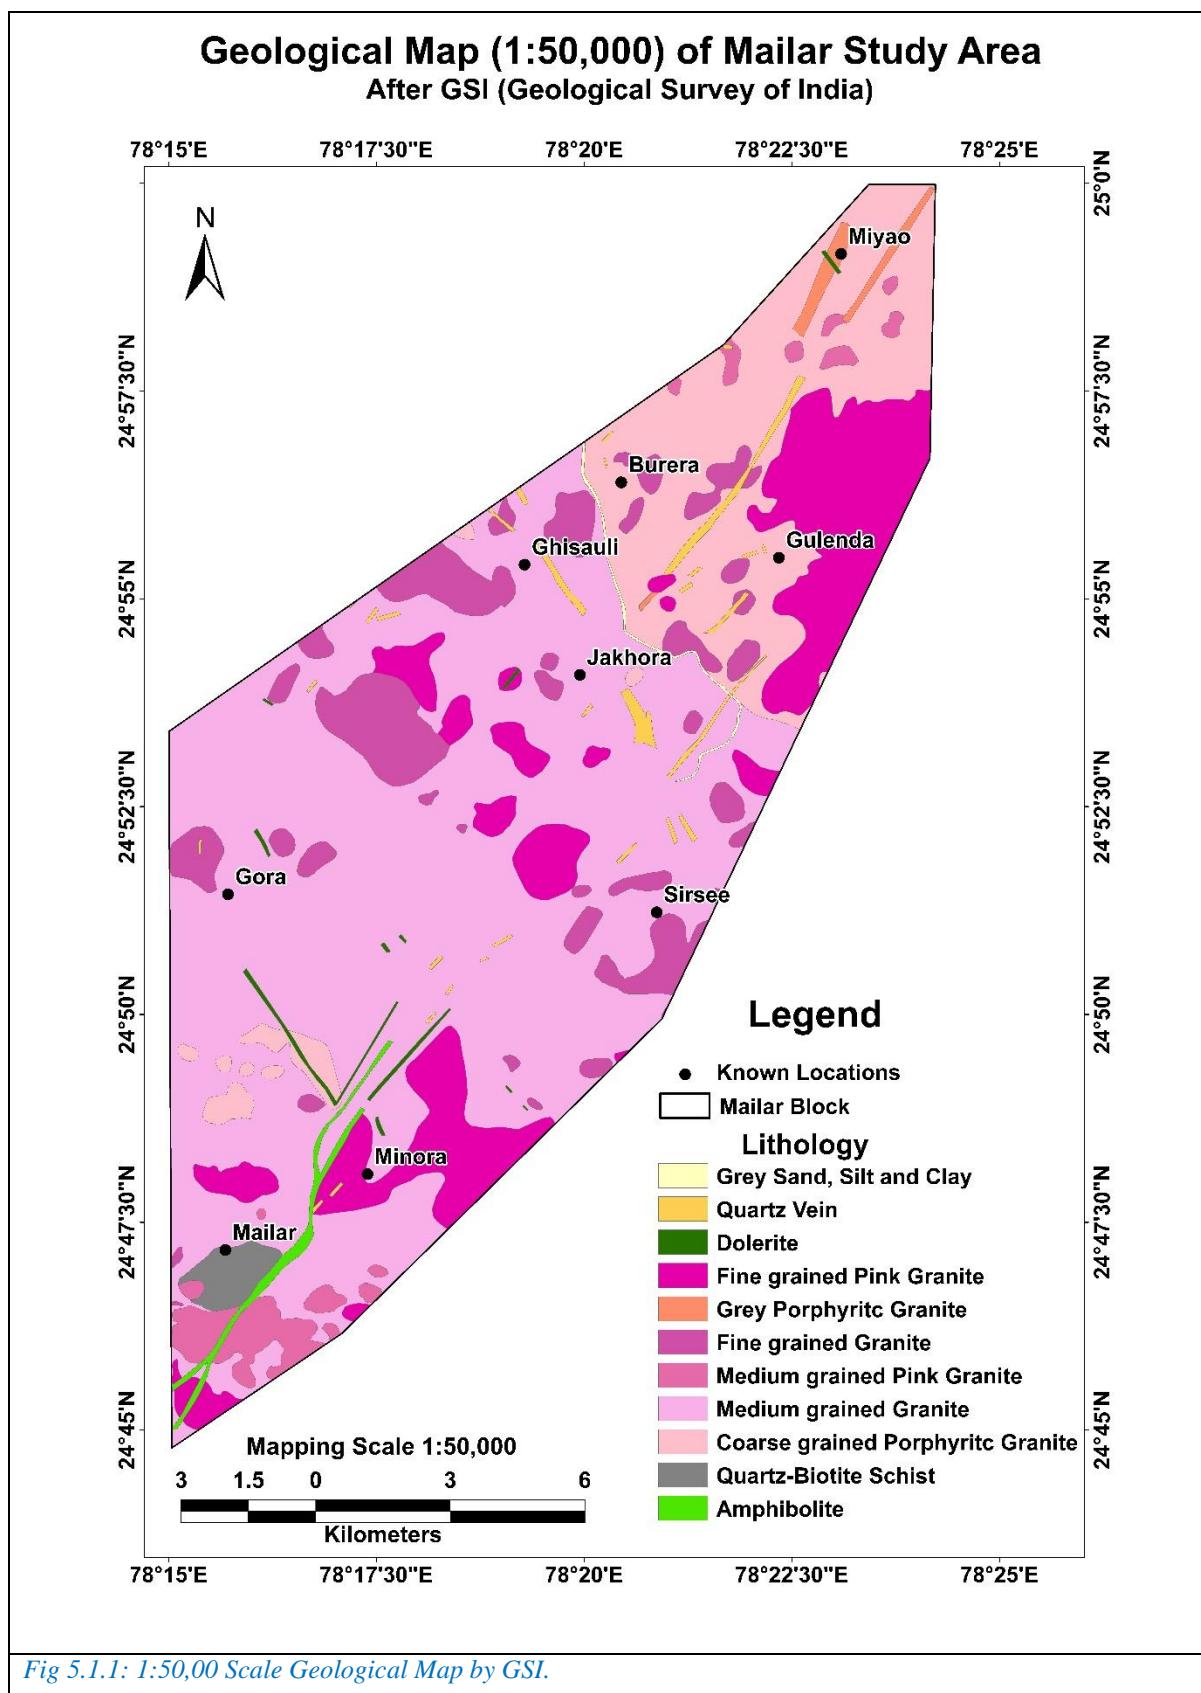 Geological Map (1:50,000) of Mailar Study Area
After GSI (Geological Survey of India)
78°15'E 78°17'30"E 78°20'E 78°22'30"E 78°25'E
25°0'N
24°57'30"N
24°55'N
24°52'30"N
24°50'N
24°47'30"N
24°45'N
25°0'N
24°57'30"N
24°55'N
24°52'30"N
24°50'N
24°47'30"N
24°45'N
N
Miyao
Burera
Ghisauli
Gulenda
Jakhora
Gora
Sirsee
Minora
Mailar
Legend
Known Locations
Mailar Block
Lithology
Grey Sand, Silt and Clay
Quartz Vein
Dolerite
Fine grained Pink Granite
Grey Porphyritc Granite
Fine grained Granite
Medium grained Pink Granite
Medium grained Granite
Coarse grained Porphyritc Granite
Quartz-Biotite Schist
Amphibolite
Mapping Scale 1:50,000
3 1.5 0 3 6
Kilometers
78°15'E 78°17'30"E 78°20'E 78°22'30"E 78°25'E
Fig 5.1.1: 1:50,00 Scale Geological Map by GSI.